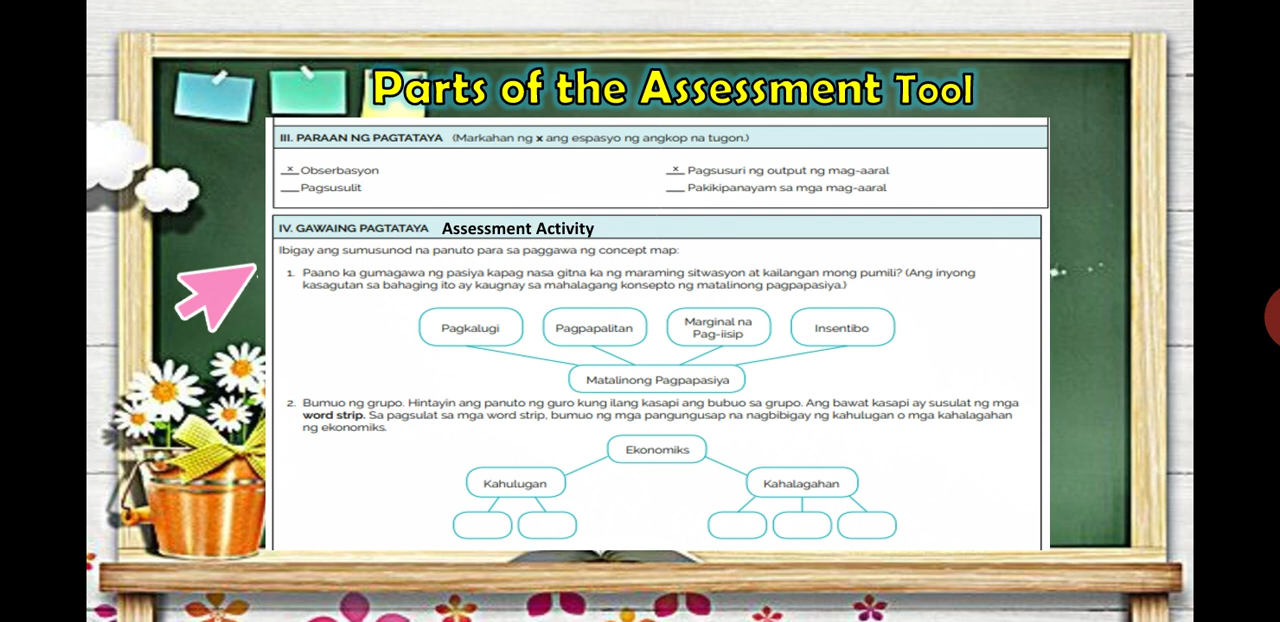 Parts of the Assessment Tool
III. PARAAN NG PAGTATAYA (Markahan ng x ang espasyo ng angkop na tugon.)
x Obserbasyon
x Pagsusuri ng output ng mag-aaral
Pagsusulit
Pakikipanayam sa mga mag-aaral
IV. GAWAING PAGTATAYA Assessment Activity
Ibigay ang sumusunod na panuto para sa paggawa ng concept map:
1. Paano ka gumagawa ng pasiya kapag nasa gitna ka ng maraming sitwasyon at kailangan mong pumili? (Ang inyong
kasagutan sa bahaging ito ay kaugnay sa mahalagang konsepto ng matalinong pagpapasiya.)
Pagkalugi
Pagpapalitan
Marginal na
Pag-iisip
Insentibo
Matalinong Pagpapasiya
2. Bumuo ng grupo. Hintayin ang panuto ng guro kung ilang kasapi ang bubuo sa grupo. Ang bawat kasapi ay susulat ng mga
word strip. Sa pagsulat sa mga word strip, bumuo ng mga pangungusap na nagbibigay ng kahulugan o mga kahalagahan
ng ekonomiks.
Ekonomiks
Kahulugan
Kahalagahan